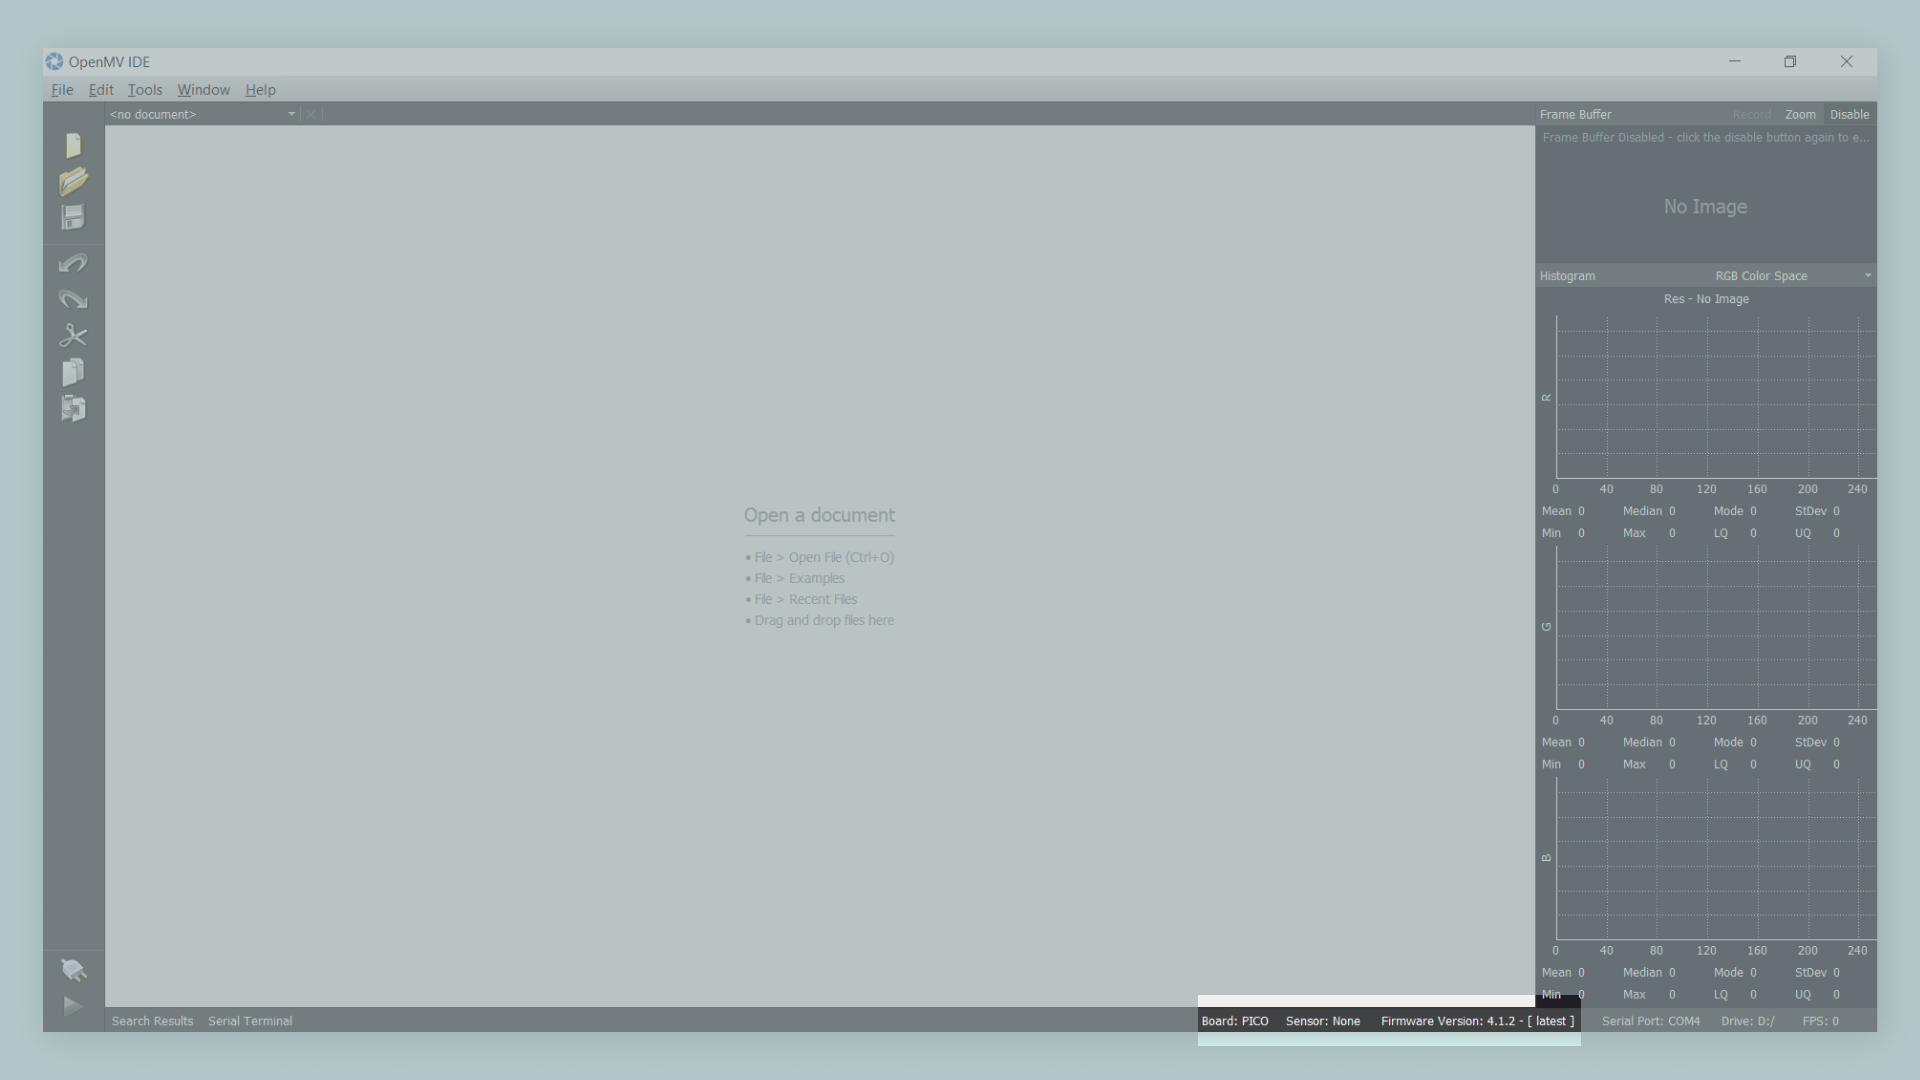 OpenMV IDE
File Edit Tools Window Help
<no document>
Frame Buffer Record Zoom Disable
Frame Buffer Disabled - click the disable button again to e...
No Image
Histogram RGB Color Space
Res - No Image
R
0 40 80 120 160 200 240
Mean 0 Median 0 Mode 0 StDev 0
Min 0 Max 0 LQ 0 UQ 0
G
0 40 80 120 160 200 240
Mean 0 Median 0 Mode 0 StDev 0
Min 0 Max 0 LQ 0 UQ 0
B
0 40 80 120 160 200 240
Mean 0 Median 0 Mode 0 StDev 0
Min 0 Max 0 LQ 0 UQ 0
Open a document
• File > Open File (Ctrl+O)
• File > Examples
• File > Recent Files
• Drag and drop files here
Search Results Serial Terminal Board: PICO Sensor: None Firmware Version: 4.1.2 - [ latest ] Serial Port: COM4 Drive: D:/ FPS: 0